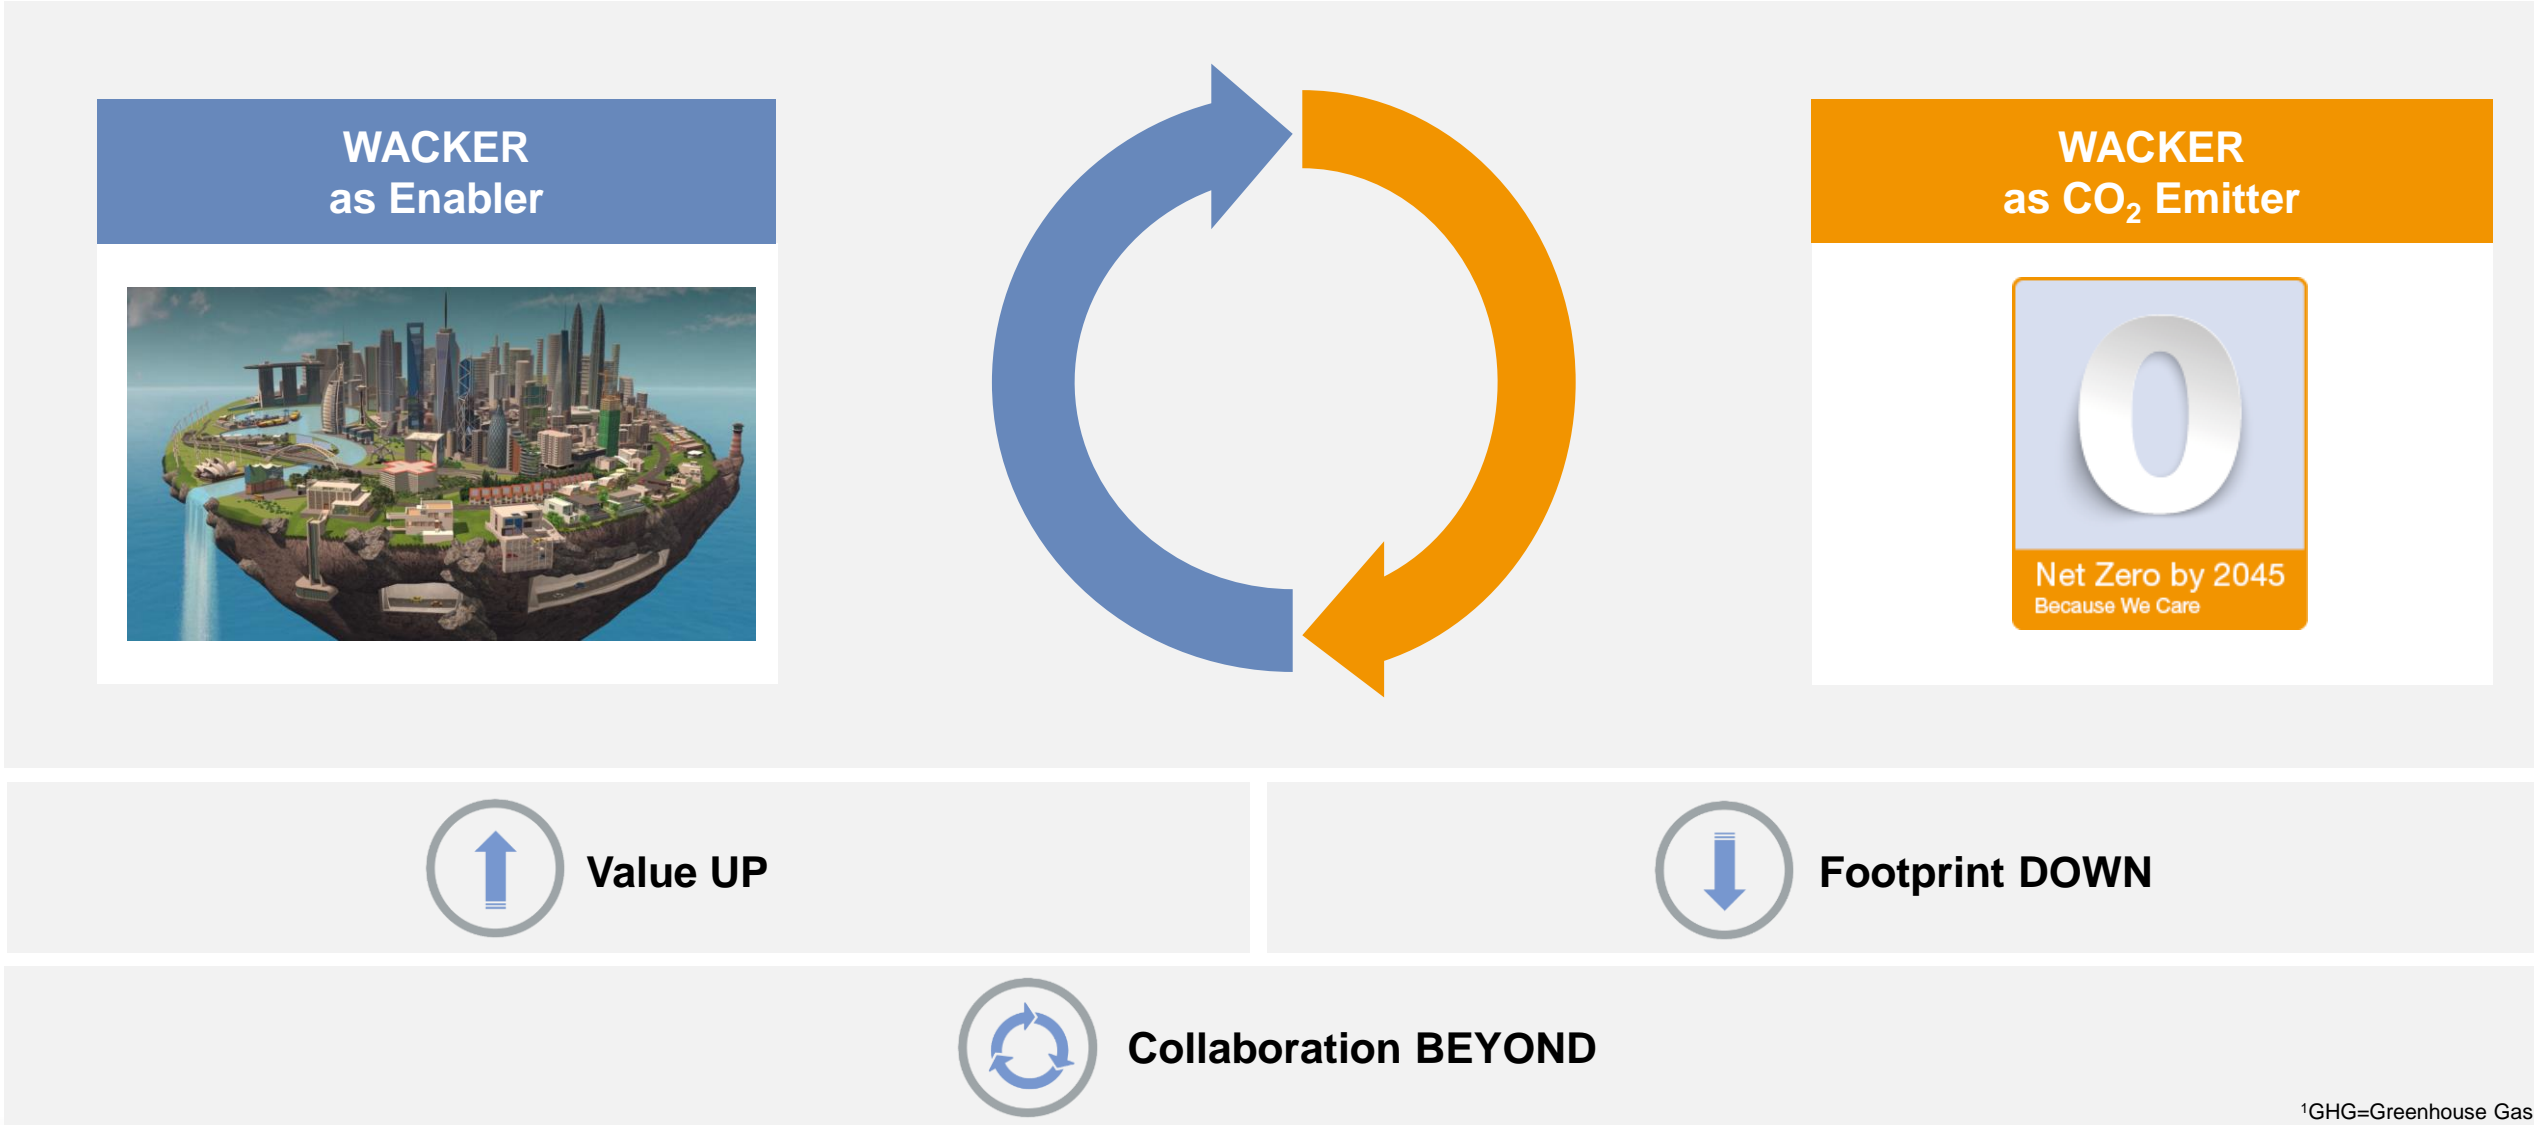 WACKER
as Enabler
WACKER
as CO₂ Emitter
0
Net Zero by 2045
Because We Care
Value UP
Footprint DOWN
Collaboration BEYOND
¹GHG=Greenhouse Gas